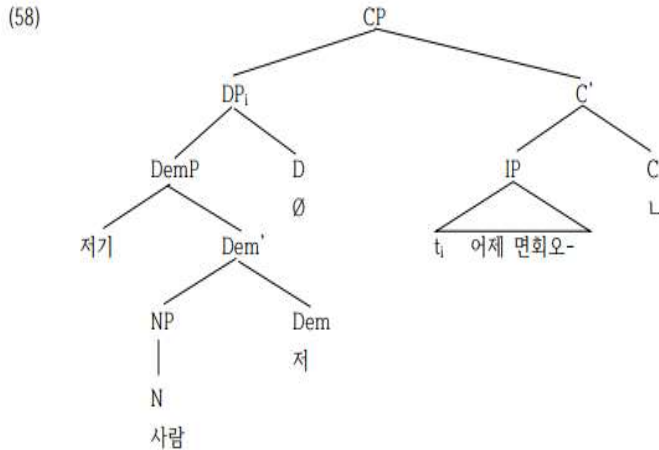 (58)
CP
DPi C'
DemP D IP C
Ø ㄴ
저기 Dem' ti 어제 면회오-
NP Dem
저
N
사람